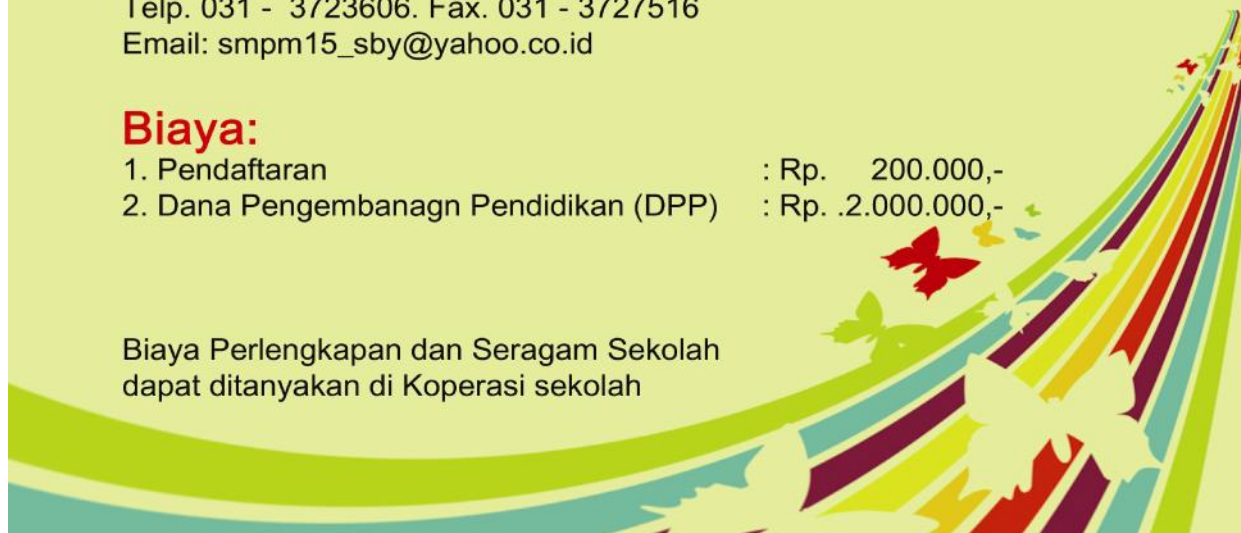 Telp. 031 - 3723606. Fax. 031 - 3727516
Email: smpm15_sby@yahoo.co.id
Biaya:
1. Pendaftaran : Rp. 200.000,-
2. Dana Pengembanagn Pendidikan (DPP) : Rp. .2.000.000,-
Biaya Perlengkapan dan Seragam Sekolah
dapat ditanyakan di Koperasi sekolah